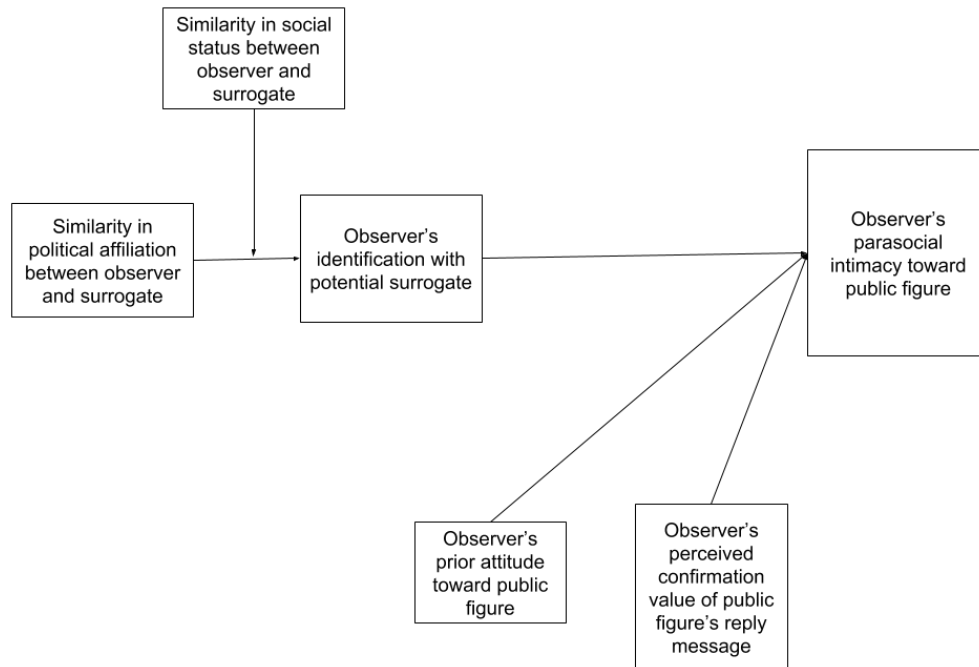 Similarity in social
status between
observer and
surrogate
Similarity in
political affiliation
between observer
and surrogate
Observer’s
identification with
potential surrogate
Observer’s
parasocial
intimacy toward
public figure
Observer’s
prior attitude
toward public
figure
Observer’s
perceived
confirmation
value of public
figure’s reply
message